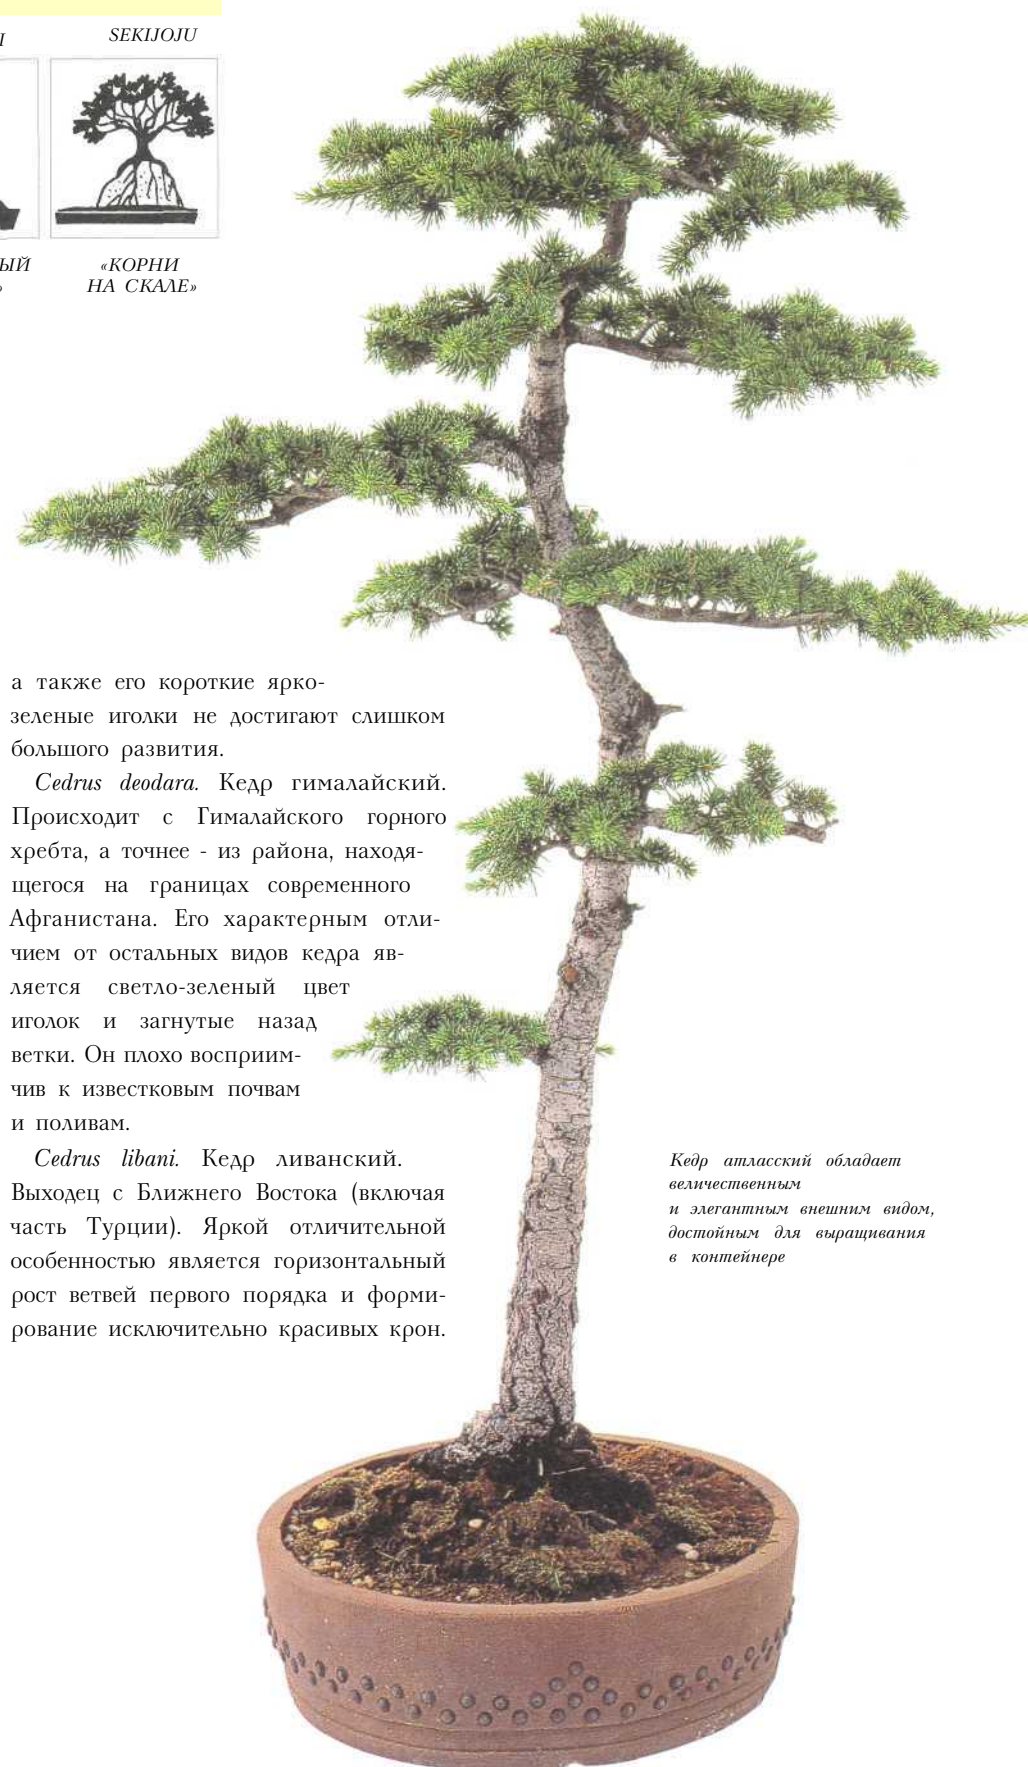 SEKIJOJU
«КОРНИ
НА СКАЛЕ»
а также его короткие ярко-
зеленые иголки не достигают слишком
большого развития.
Cedrus deodara. Кедр гималайский.
Происходит с Гималайского горного
хребта, а точнее - из района, находя-
щегося на границах современного
Афганистана. Его характерным отли-
чием от остальных видов кедра яв-
ляется светло-зеленый цвет
иголок и загнутые назад
ветки. Он плохо восприим-
чив к известковым почвам
и поливам.
Cedrus libani. Кедр ливанский.
Выходец с Ближнего Востока (включая
часть Турции). Яркой отличительной
особенностью является горизонтальный
рост ветвей первого порядка и форми-
рование исключительно красивых крон.
Кедр атласский обладает
величественным
и элегантным внешним видом,
достойным для выращивания
в контейнере